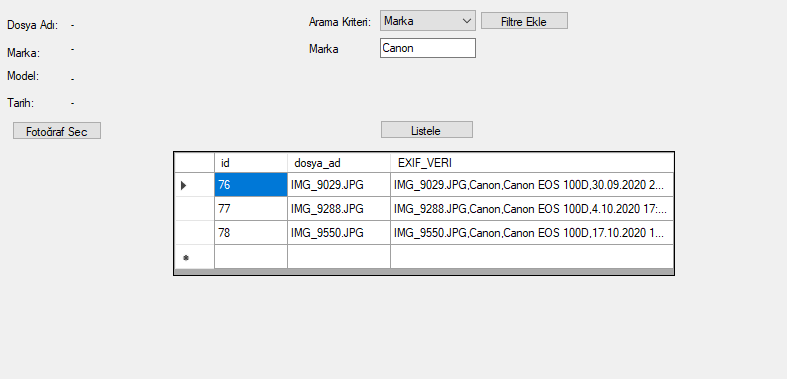 Dosya Adı: -
Marka: -
Model: -
Tarih: -
Fotoğraf Sec
Arama Kriteri: Marka Filtre Ekle
Marka Canon
Listele
id dosya_ad EXIF_VERI
76 IMG_9029.JPG IMG_9029.JPG,Canon,Canon EOS 100D,30.09.2020 2...
77 IMG_9288.JPG IMG_9288.JPG,Canon,Canon EOS 100D,4.10.2020 17:...
78 IMG_9550.JPG IMG_9550.JPG,Canon,Canon EOS 100D,17.10.2020 1...